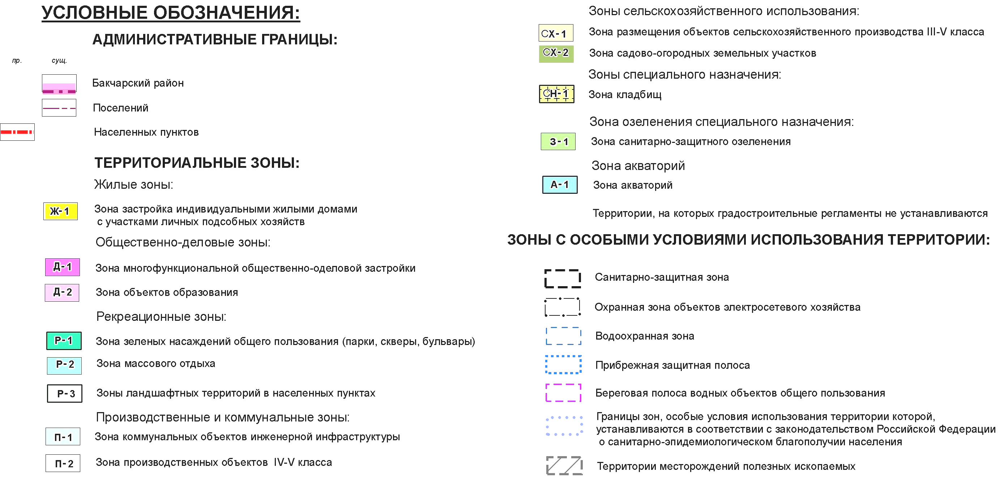 УСЛОВНЫЕ ОБОЗНАЧЕНИЯ:
АДМИНИСТРАТИВНЫЕ ГРАНИЦЫ:
пр. сущ.
Бакчарский район
Поселений
Населенных пунктов
ТЕРРИТОРИАЛЬНЫЕ ЗОНЫ:
Жилые зоны:
Ж-1 Зона застройка индивидуальными жилыми домами
с участками личных подсобных хозяйств
Общественно-деловые зоны:
Д-1 Зона многофункциональной общественно-оделовой застройки
Д-2 Зона объектов образования
Рекреационные зоны:
Р-1 Зона зеленых насаждений общего пользования (парки, скверы, бульвары)
Р-2 Зона массового отдыха
Р-3 Зоны ландшафтных территорий в населенных пунктах
Производственные и коммунальные зоны:
П-1 Зона коммунальных объектов инженерной инфраструктуры
П-2 Зона производственных объектов IV-V класса
Зоны сельскохозяйственного использования:
СХ-1 Зона размещения объектов сельскохозяйственного производства III-V класса
СХ-2 Зона садово-огородных земельных участков
Зоны специального назначения:
СН-1 Зона кладбищ
Зона озеленения специального назначения:
З-1 Зона санитарно-защитного озеленения
Зона акваторий
А-1 Зона акваторий
Территории, на которых градостроительные регламенты не устанавливаются
ЗОНЫ С ОСОБЫМИ УСЛОВИЯМИ ИСПОЛЬЗОВАНИЯ ТЕРРИТОРИИ:
Санитарно-защитная зона
Охранная зона объектов электросетевого хозяйства
Водоохранная зона
Прибрежная защитная полоса
Береговая полоса водных объектов общего пользования
Границы зон, особые условия использования территории которой,
устанавливаются в соответствии с законодательством Российской Федерации
о санитарно-эпидемиологическом благополучии населения
Территории месторождений полезных ископаемых